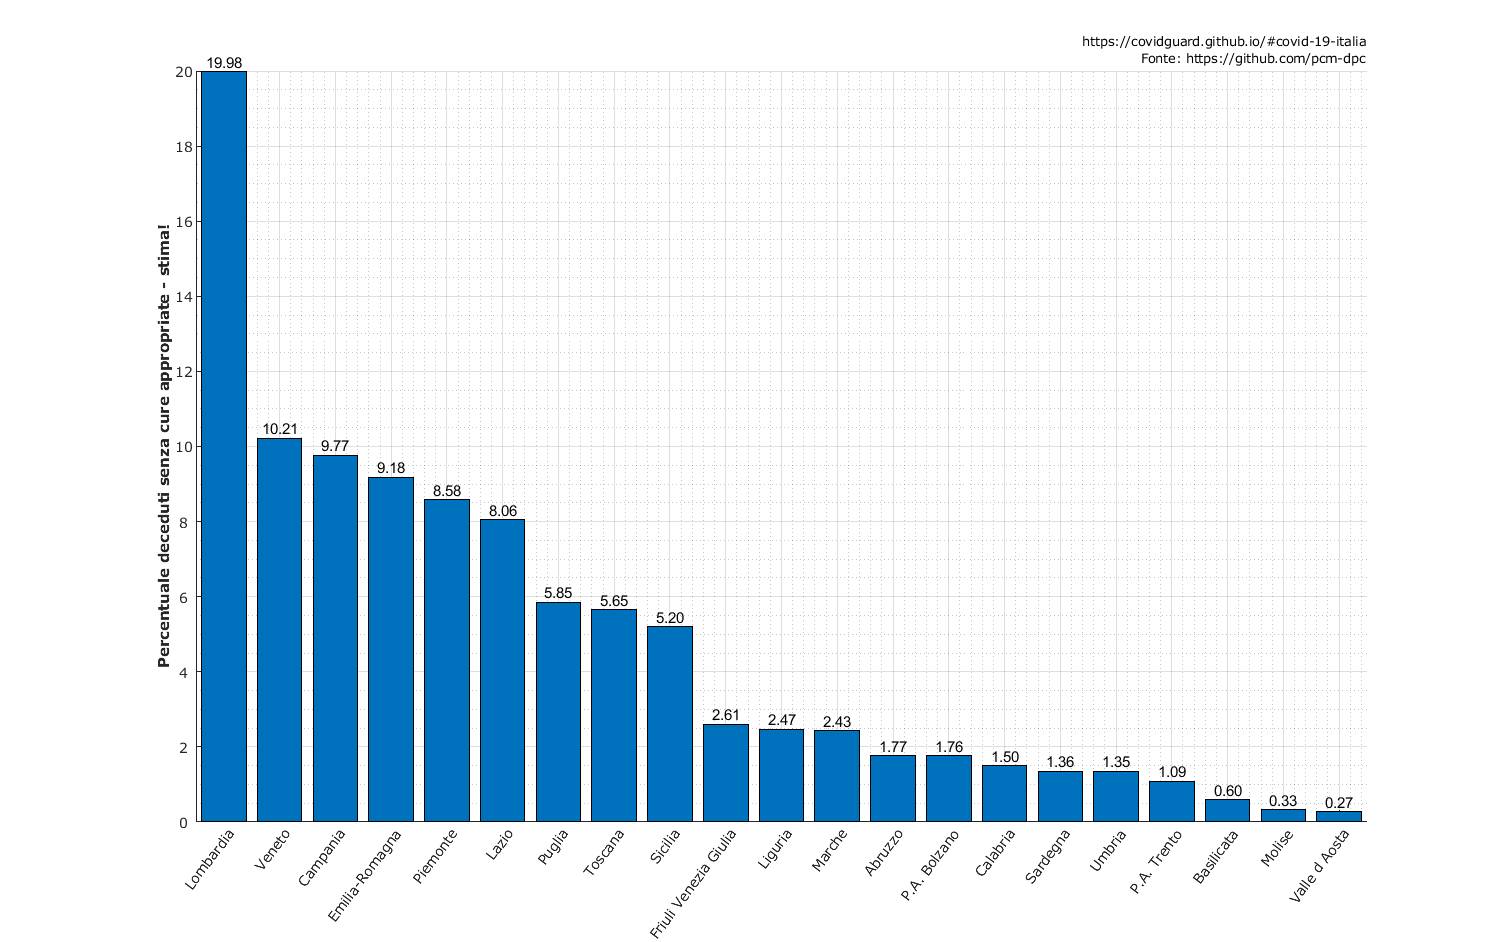 https://covidguard.github.io/#covid-19-italia
Fonte: https://github.com/pcm-dpc
Percentuale deceduti senza cure appropriate - stima!
20
18
16
14
12
10
8
6
4
2
0
19.98
10.21
9.77
9.18
8.58
8.06
5.85
5.65
5.20
2.61
2.47
2.43
1.77
1.76
1.50
1.36
1.35
1.09
0.60
0.33
0.27
Lombardia
Veneto
Campania
Emilia-Romagna
Piemonte
Lazio
Puglia
Toscana
Sicilia
Friuli Venezia Giulia
Liguria
Marche
Abruzzo
P.A. Bolzano
Calabria
Sardegna
Umbria
P.A. Trento
Basilicata
Molise
Valle d Aosta